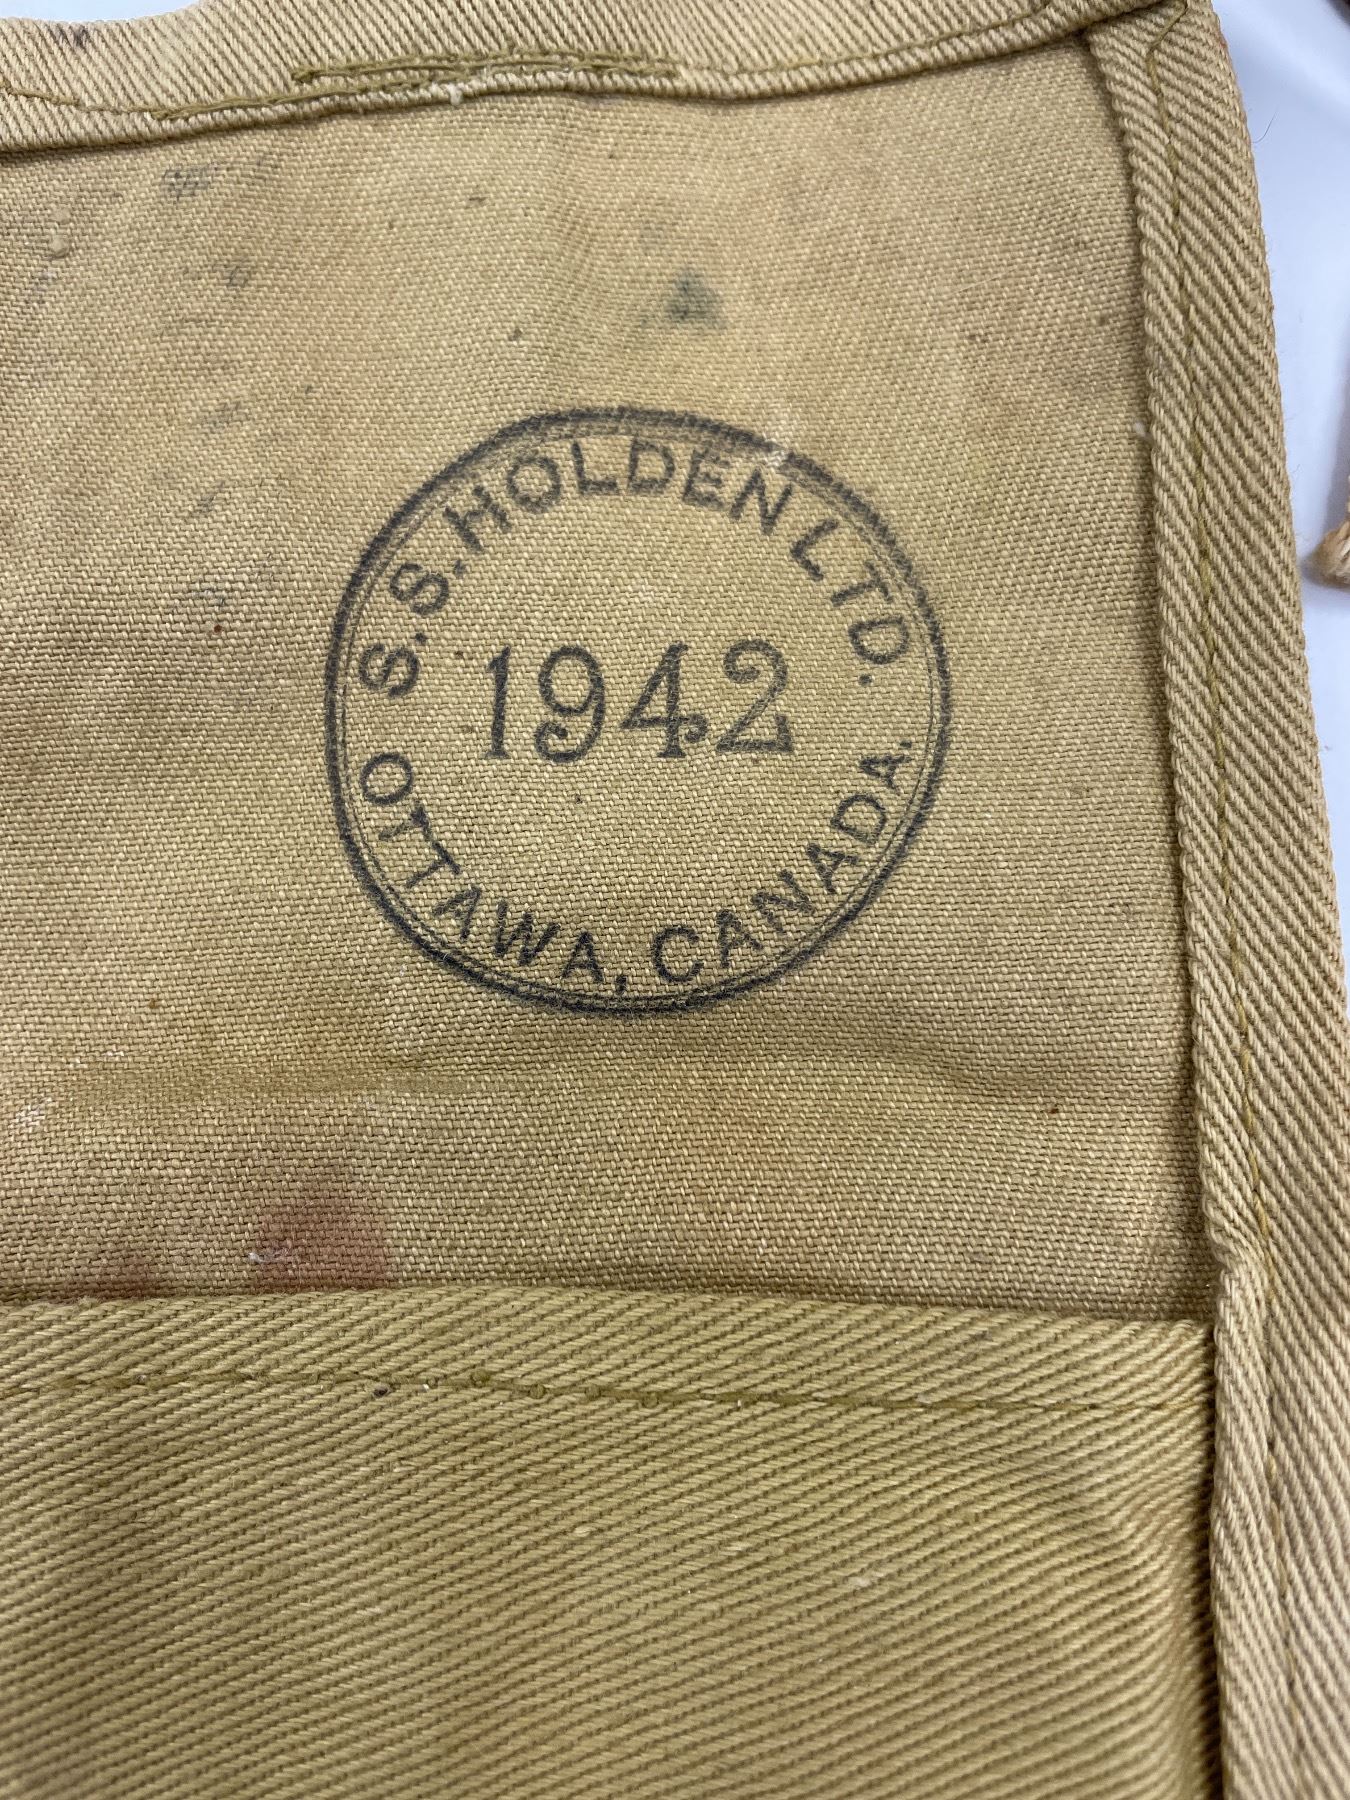 S.S. HOLDEN LTD.
1942
OTTAWA, CANADA.